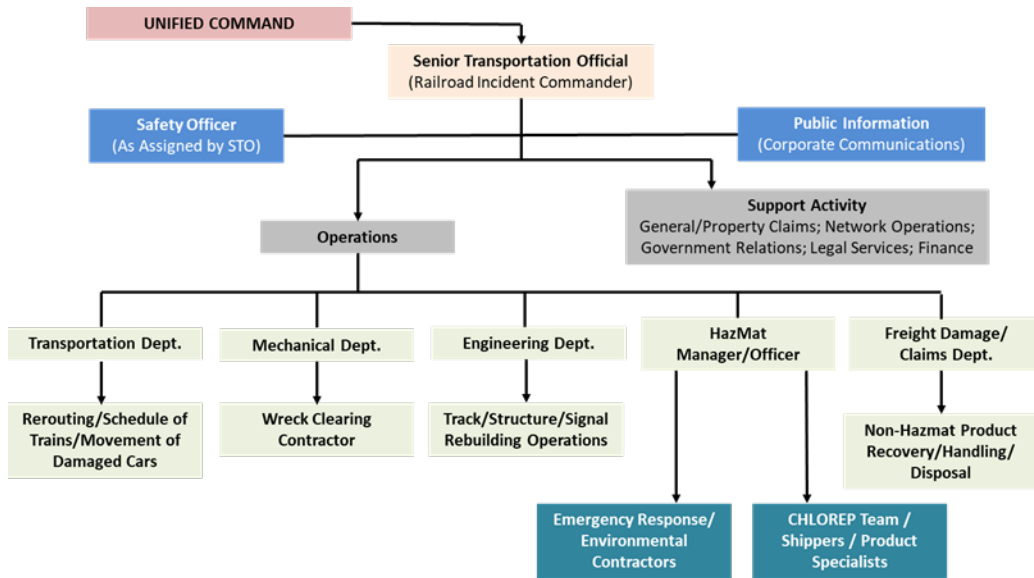 UNIFIED COMMAND
Senior Transportation Official
(Railroad Incident Commander)
Safety Officer
(As Assigned by STO)
Public Information
(Corporate Communications)
Support Activity
General/Property Claims; Network Operations;
Government Relations; Legal Services; Finance
Operations
Transportation Dept.
Mechanical Dept.
Engineering Dept.
HazMat
Manager/Officer
Freight Damage/
Claims Dept.
Rerouting/Schedule of
Trains/Movement of
Damaged Cars
Wreck Clearing
Contractor
Track/Structure/Signal
Rebuilding Operations
Non-Hazmat Product
Recovery/Handling/
Disposal
Emergency Response/
Environmental
Contractors
CHLOREP Team /
Shippers / Product
Specialists